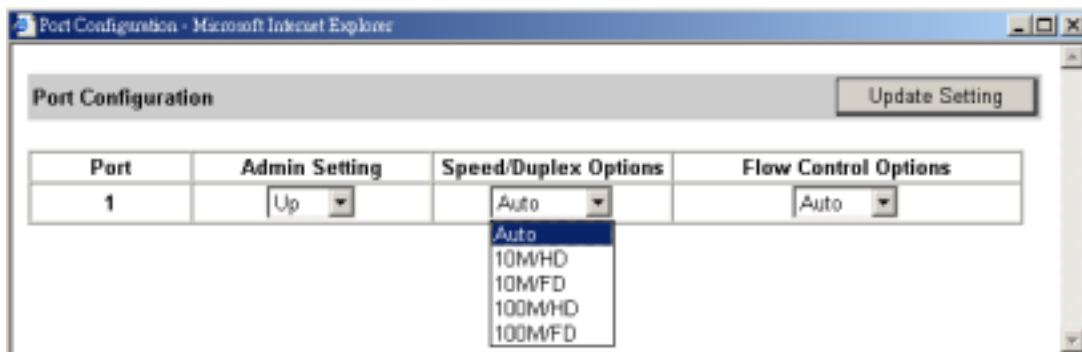 Port Configuration - Microsoft Internet Explorer
Port Configuration Update Setting
Port Admin Setting Speed/Duplex Options Flow Control Options
1 Up Auto Auto
Auto
10M/HD
10M/FD
100M/HD
100M/FD